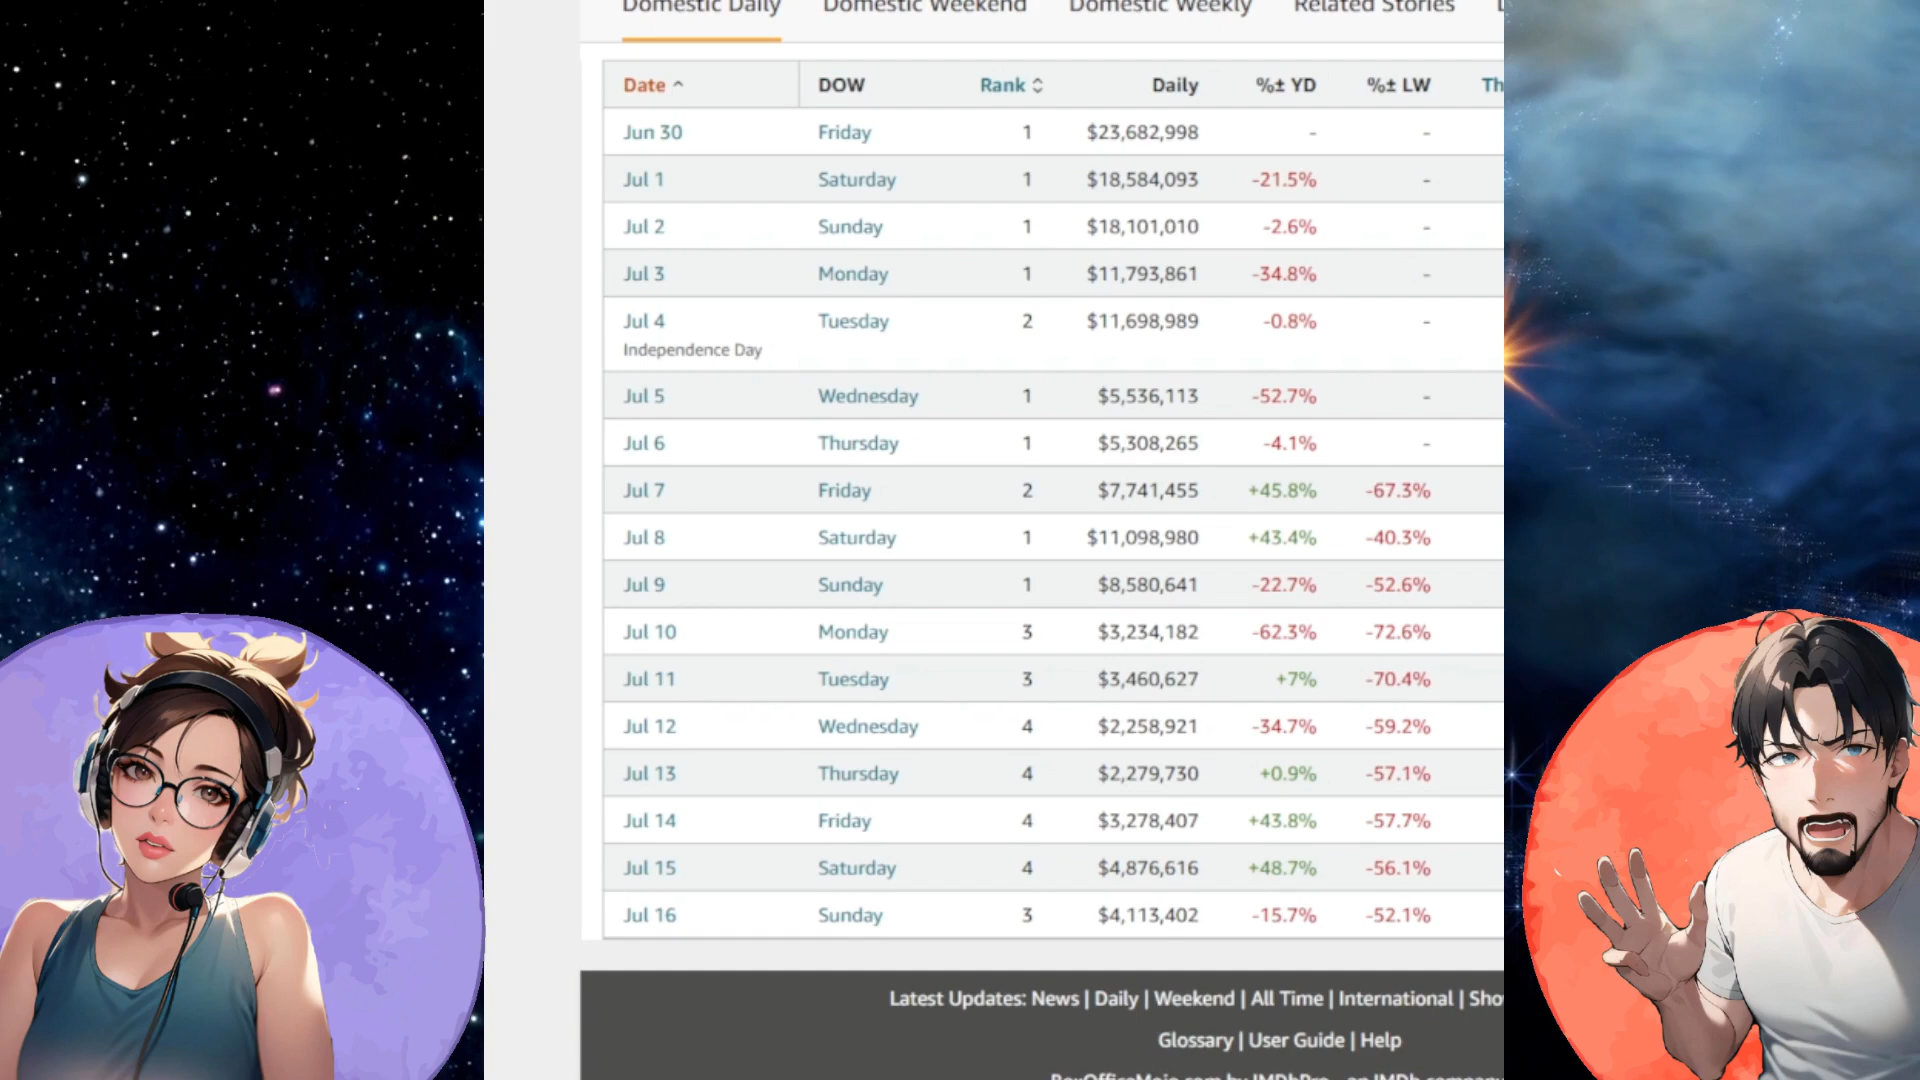 Domestic Daily Domestic Weekend Domestic Weekly Related Stories
Date DOW Rank Daily %± YD %± LW Th
Jun 30 Friday 1 $23,682,998 - -
Jul 1 Saturday 1 $18,584,093 -21.5% -
Jul 2 Sunday 1 $18,101,010 -2.6% -
Jul 3 Monday 1 $11,793,861 -34.8% -
Jul 4 Tuesday 2 $11,698,989 -0.8% -
Independence Day
Jul 5 Wednesday 1 $5,536,113 -52.7% -
Jul 6 Thursday 1 $5,308,265 -4.1% -
Jul 7 Friday 2 $7,741,455 +45.8% -67.3%
Jul 8 Saturday 1 $11,098,980 +43.4% -40.3%
Jul 9 Sunday 1 $8,580,641 -22.7% -52.6%
Jul 10 Monday 3 $3,234,182 -62.3% -72.6%
Jul 11 Tuesday 3 $3,460,627 +7% -70.4%
Jul 12 Wednesday 4 $2,258,921 -34.7% -59.2%
Jul 13 Thursday 4 $2,279,730 +0.9% -57.1%
Jul 14 Friday 4 $3,278,407 +43.8% -57.7%
Jul 15 Saturday 4 $4,876,616 +48.7% -56.1%
Jul 16 Sunday 3 $4,113,402 -15.7% -52.1%
Latest Updates: News | Daily | Weekend | All Time | International | Sho
Glossary | User Guide | Help
BoxOfficeMojo.com by IMDbPro - an IMDb company